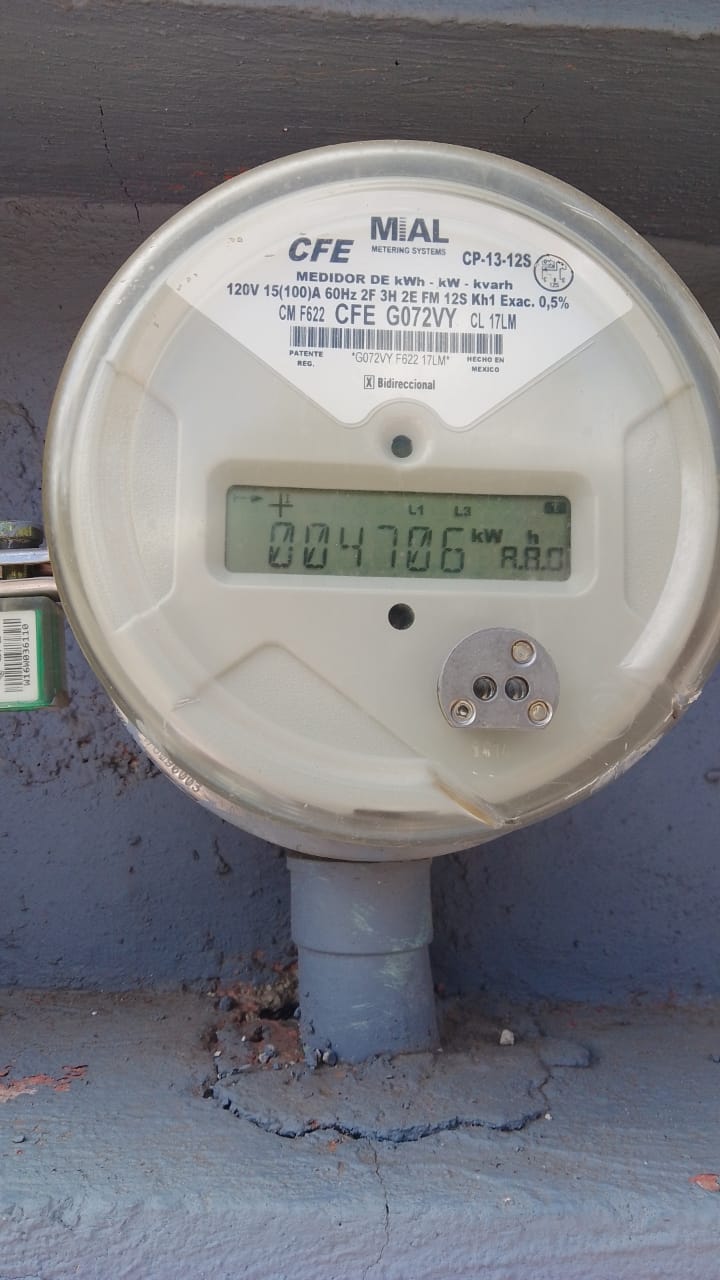 MIAL
METERING SYSTEMS
CFE
CP-13-12S
MEDIDOR DE kWh - kW - kvarh
120V 15(100)A 60Hz 2F 3H 2E FM 12S Kh1 Exac. 0,5%
CM F622 CFE G072VY CL 17LM
PATENTE REG.
*G072VY F622 17LM*
HECHO EN MEXICO
X Bidireccional
L1 L3
004706 kW h
W16N036110